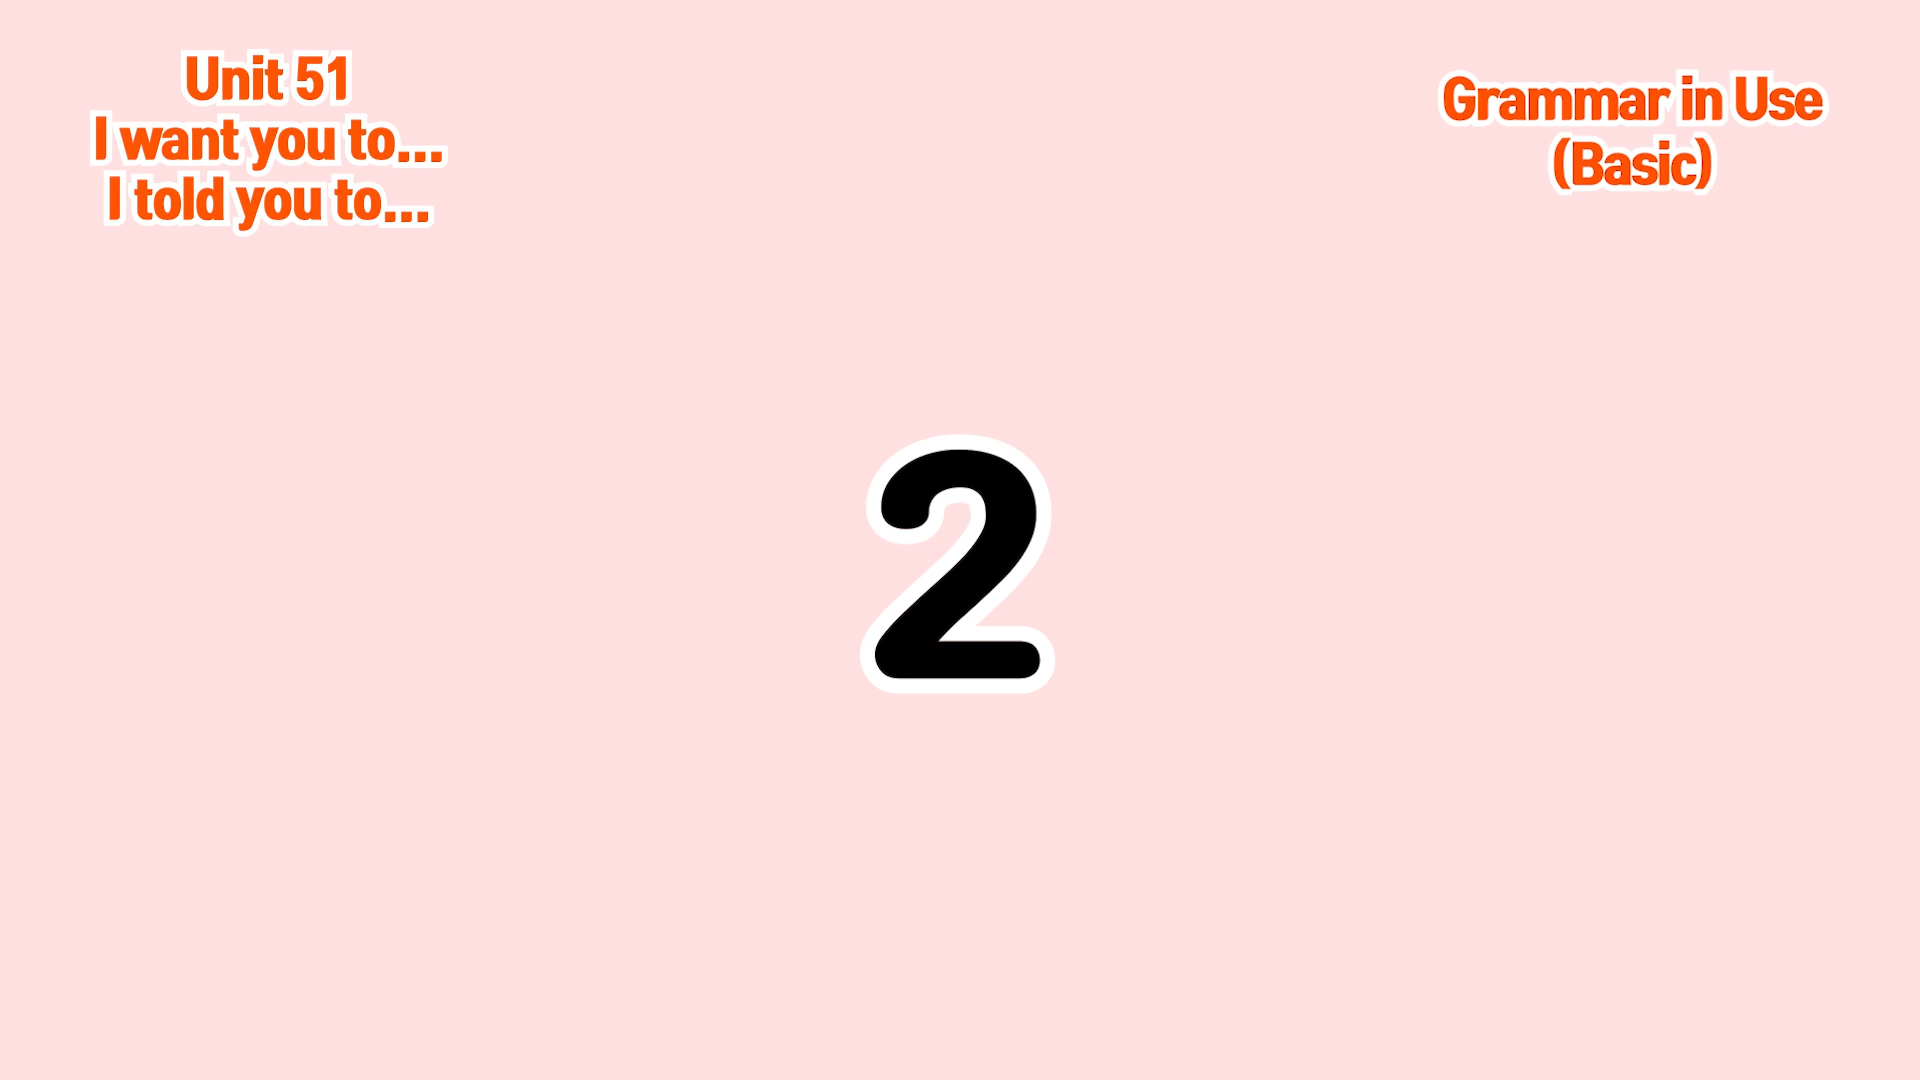 Unit 51
I want you to...
I told you to...
Grammar in Use
(Basic)
2